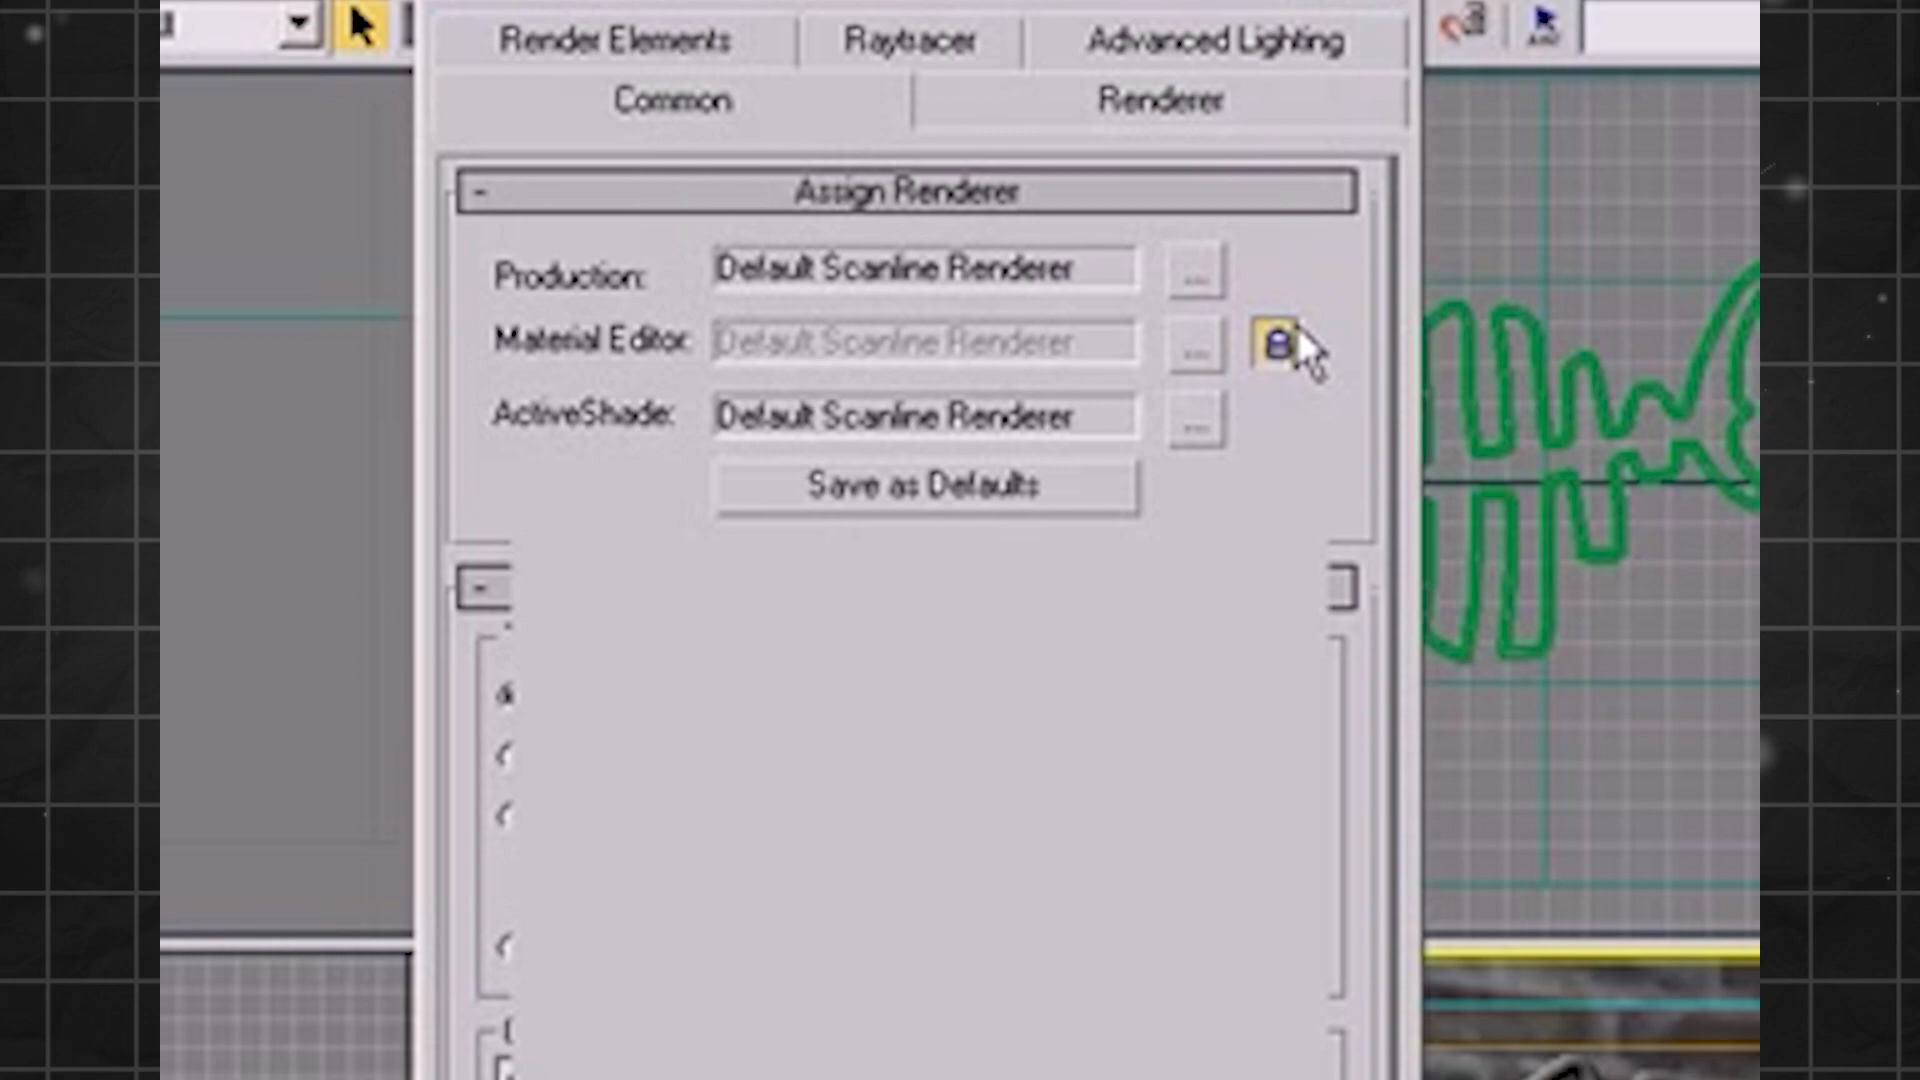 Render Elements Raytracer Advanced Lighting
Common Renderer
- Assign Renderer
Production: Default Scanline Renderer ...
Material Editor: Default Scanline Renderer ...
ActiveShade: Default Scanline Renderer ...
Save as Defaults
-